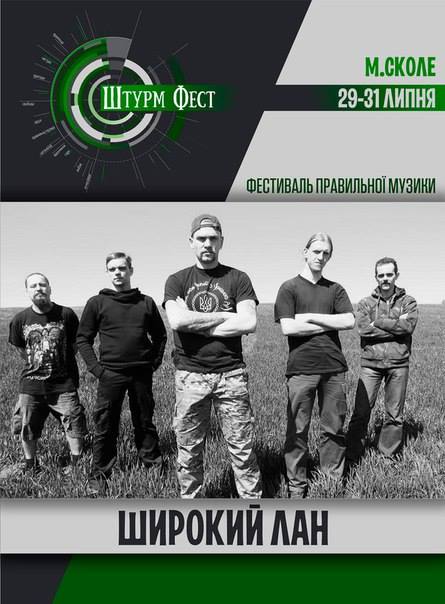 Штурм Фест
М.СКОЛЕ
29-31 ЛИПНЯ
ФЕСТИВАЛЬ ПРАВИЛЬНОЇ МУЗИКИ
ШИРОКИЙ ЛАН